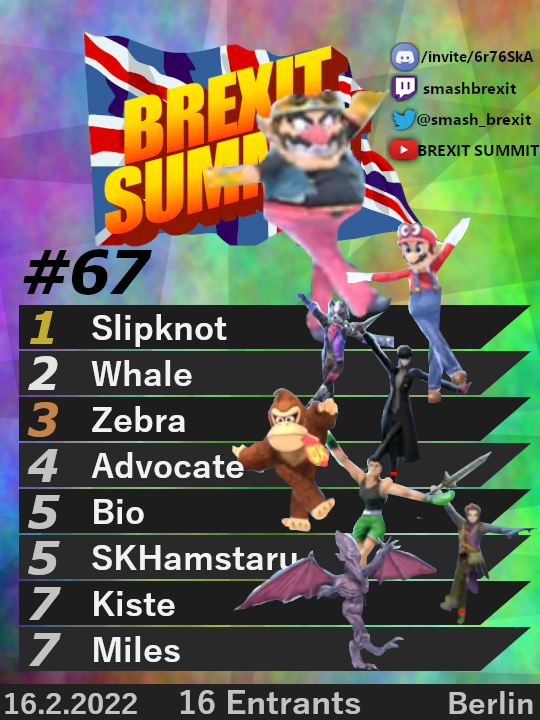 BREXIT
SUMMIT
/invite/6r76SkA
smashbrexit
@smash_brexit
BREXIT SUMMIT
#67
1 Slipknot
2 Whale
3 Zebra
4 Advocate
5 Bio
5 SKHamstaru
7 Kiste
7 Miles
16.2.2022 16 Entrants Berlin